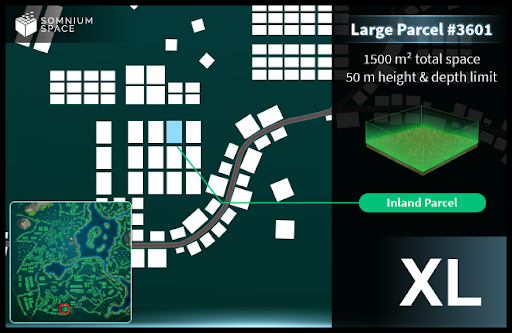 SOMNIUM
SPACE
Large Parcel #3601
1500 m² total space
50 m height & depth limit
Inland Parcel
XL